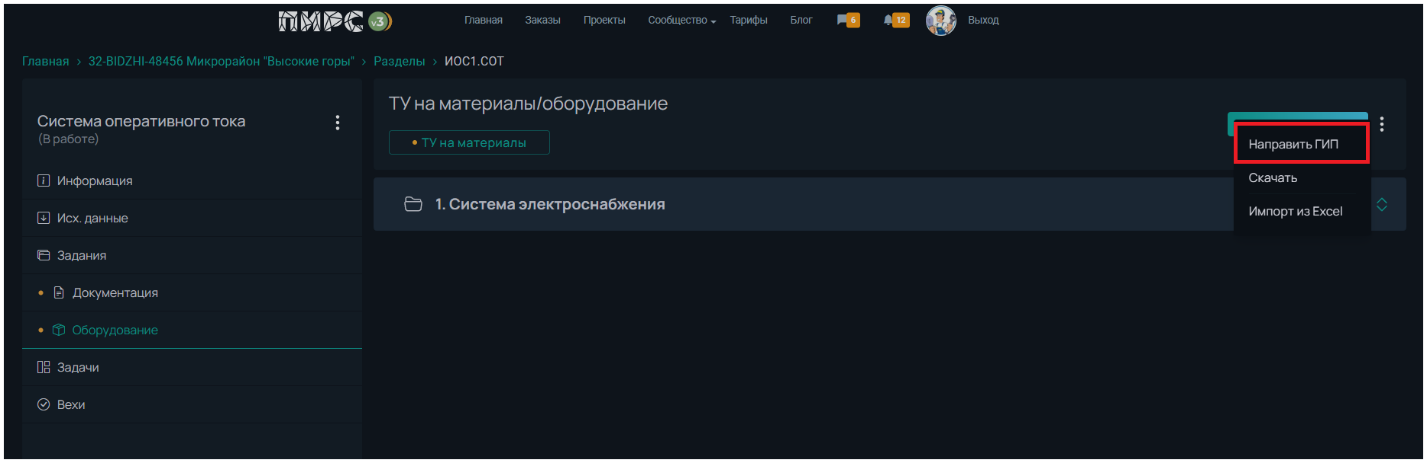 ПИРС v3 Главная Заказы Проекты Сообщество Тарифы Блог 6 12 Выход
Главная › 32-BIDZHI-48456 Микрорайон "Высокие горы" › Разделы › ИОС1.СОТ
Система оперативного тока
(В работе)
Информация
Исх. данные
Задания
Документация
Оборудование
Задачи
Вехи
ТУ на материалы/оборудование
ТУ на материалы
1. Система электроснабжения
Направить ГИП
Скачать
Импорт из Excel